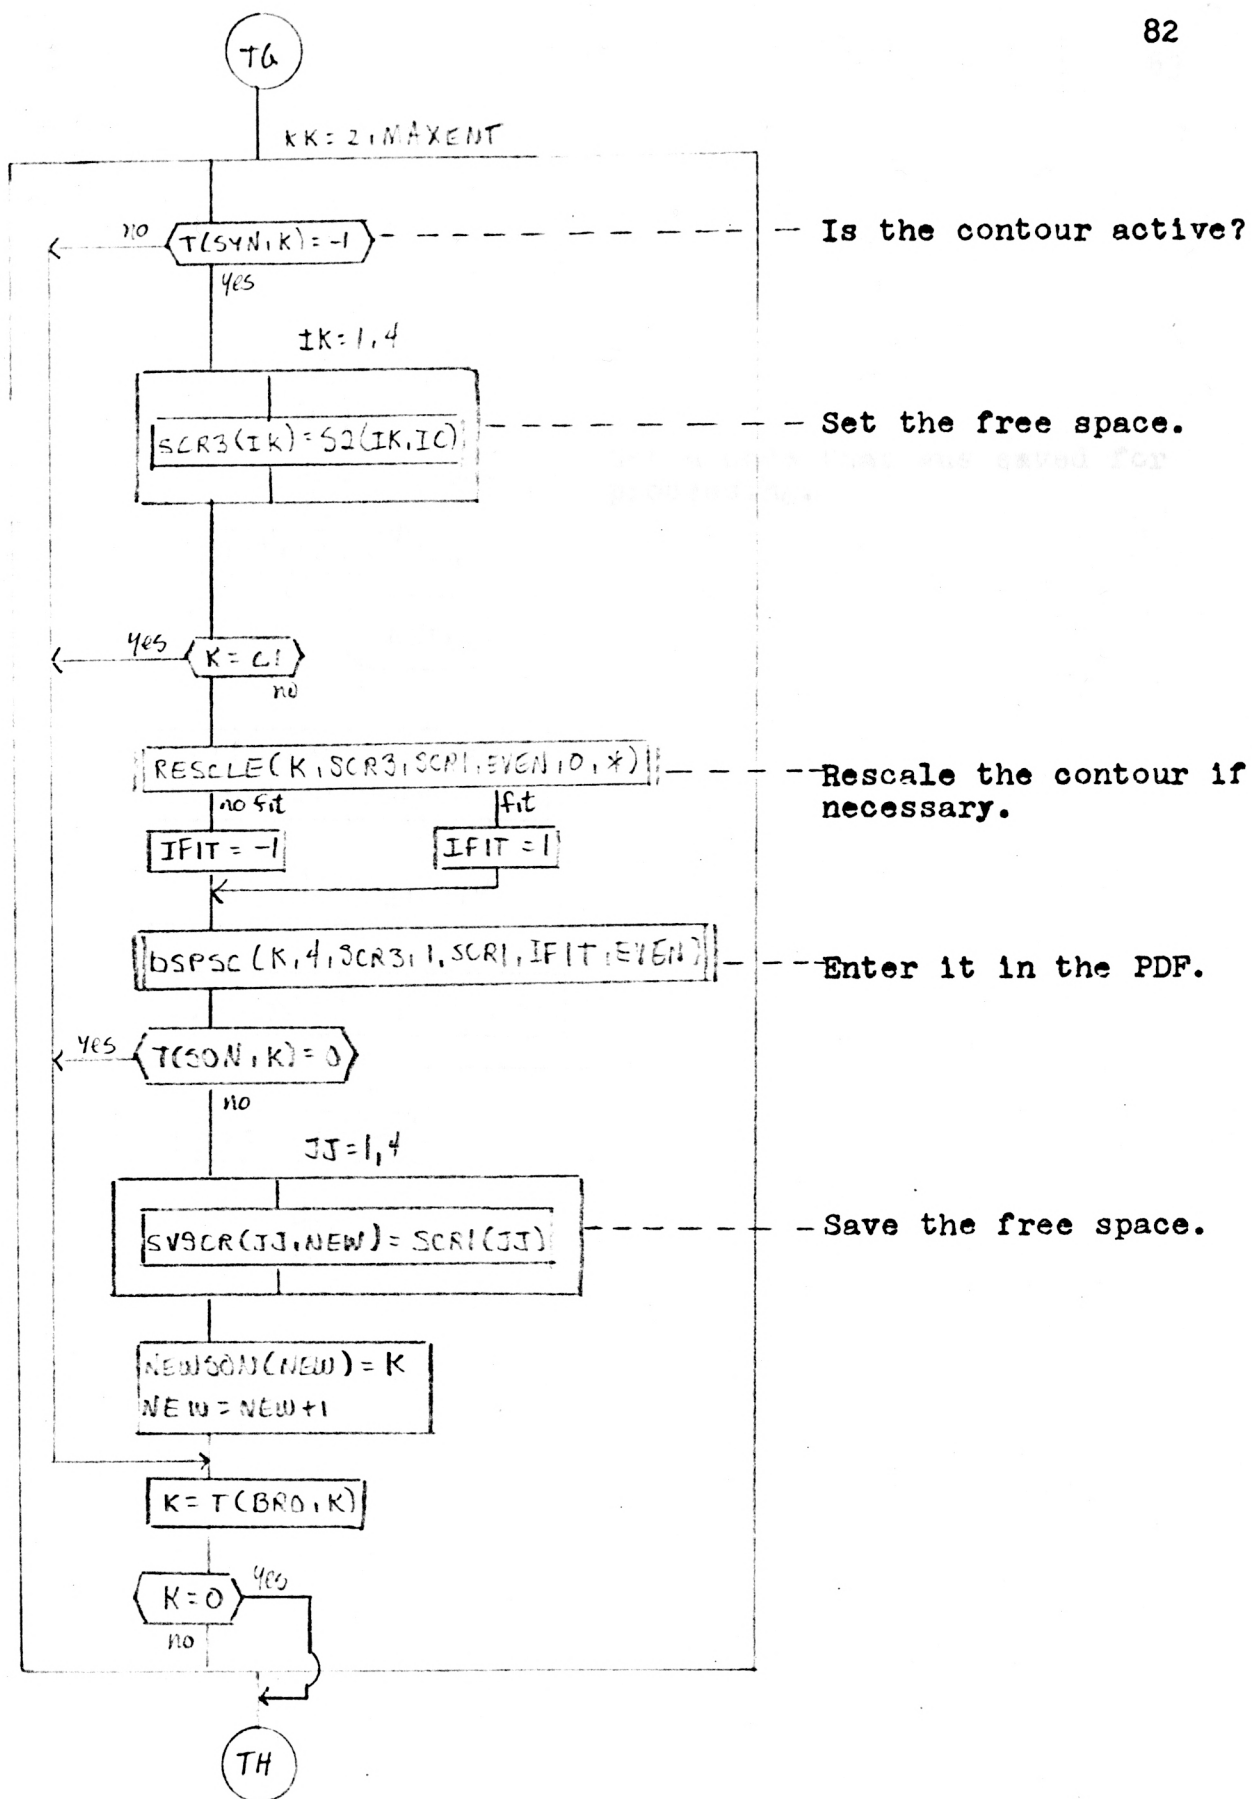 82
TG
KK=2,MAXENT
no
T(SYN,K)=-1
Is the contour active?
yes
IK=1,4
SCR3(IK)=S2(IK,IC)
Set the free space.
yes
K=C1
no
RESCLE(K,SCR3,SCR1,EVEN,0,*)
Rescale the contour if
necessary.
no fit
fit
IFIT=-1
IFIT=1
DSPSC(K,4,SCR3,1,SCR1,IFIT,EVEN)
Enter it in the PDF.
yes
T(SON,K)=0
no
JJ=1,4
SVSCR(JJ,NEW)=SCR1(JJ)
Save the free space.
NEWSON(NEW)=K
NEW=NEW+1
K=T(BRO,K)
K=0
yes
no
TH